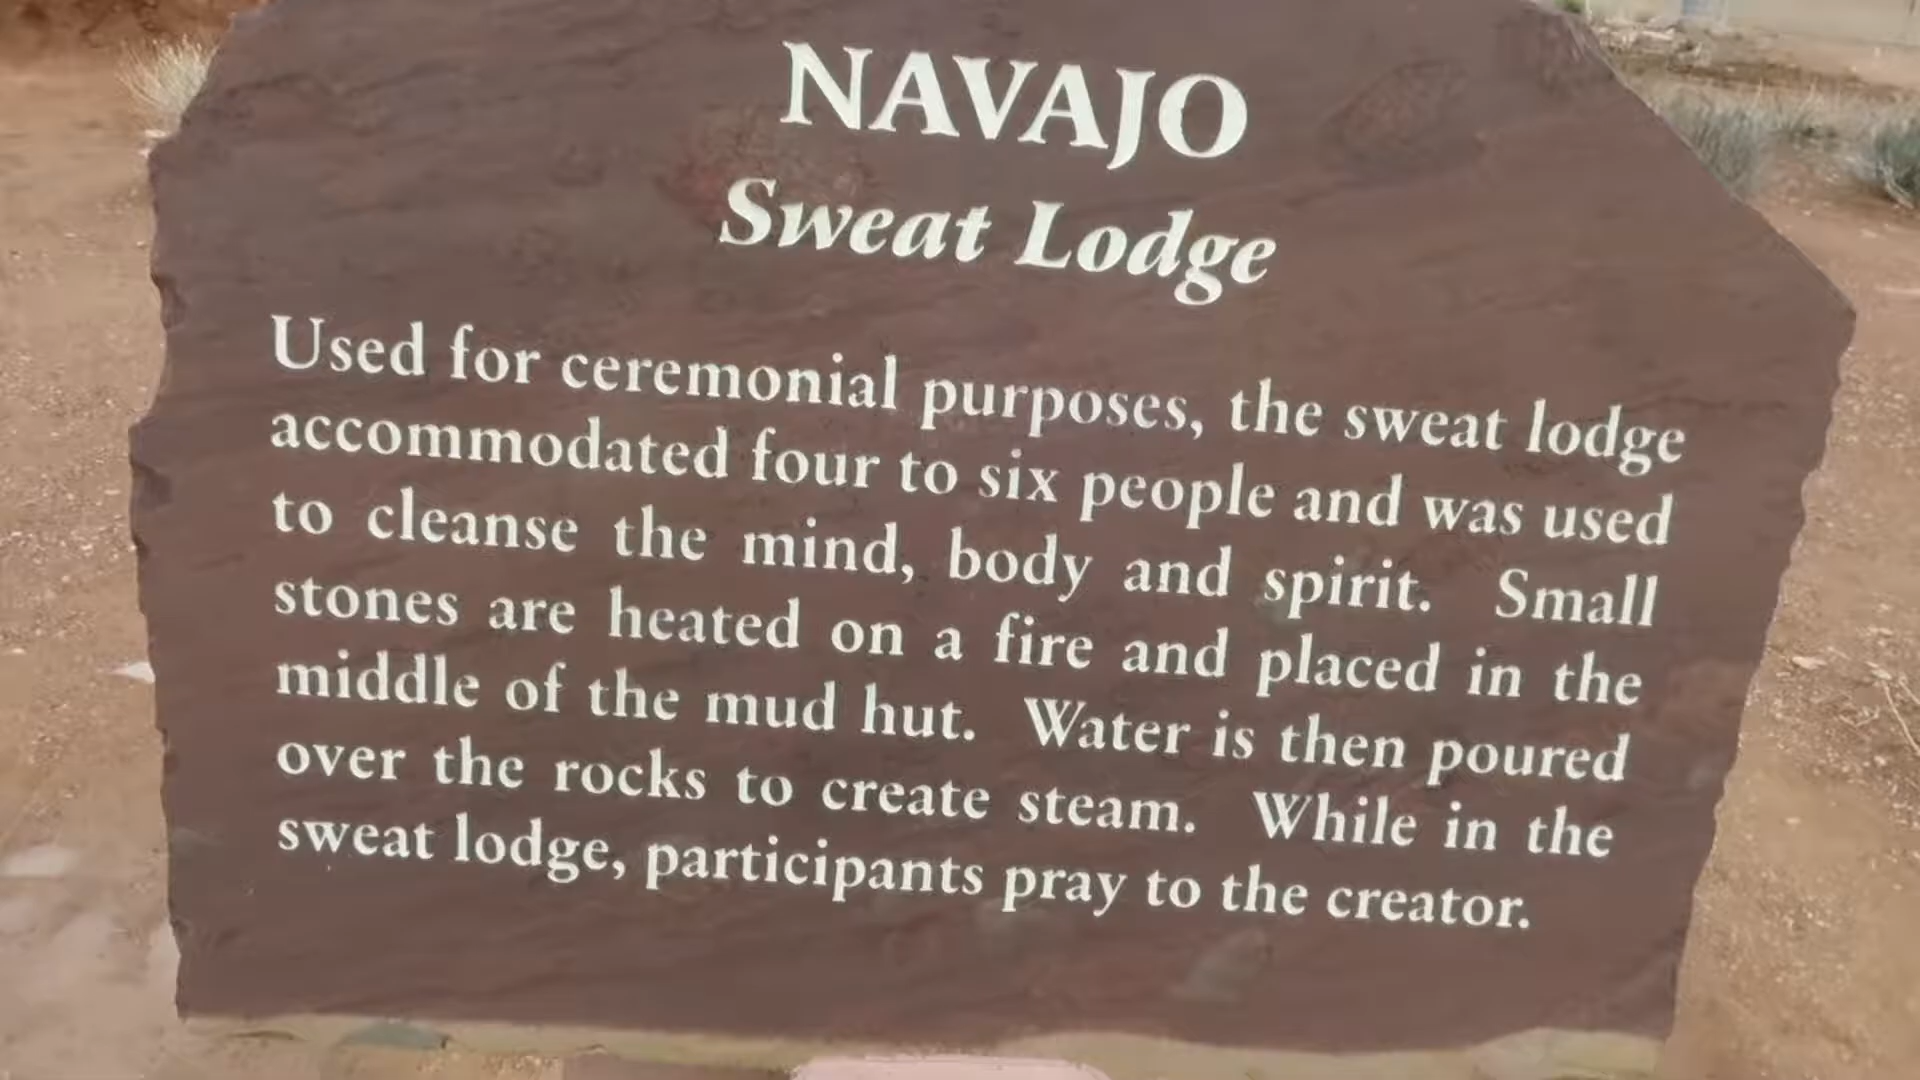 NAVAJO
Sweat Lodge
Used for ceremonial purposes, the sweat lodge
accommodated four to six people and was used
to cleanse the mind, body and spirit. Small
stones are heated on a fire and placed in the
middle of the mud hut. Water is then poured
over the rocks to create steam. While in the
sweat lodge, participants pray to the creator.